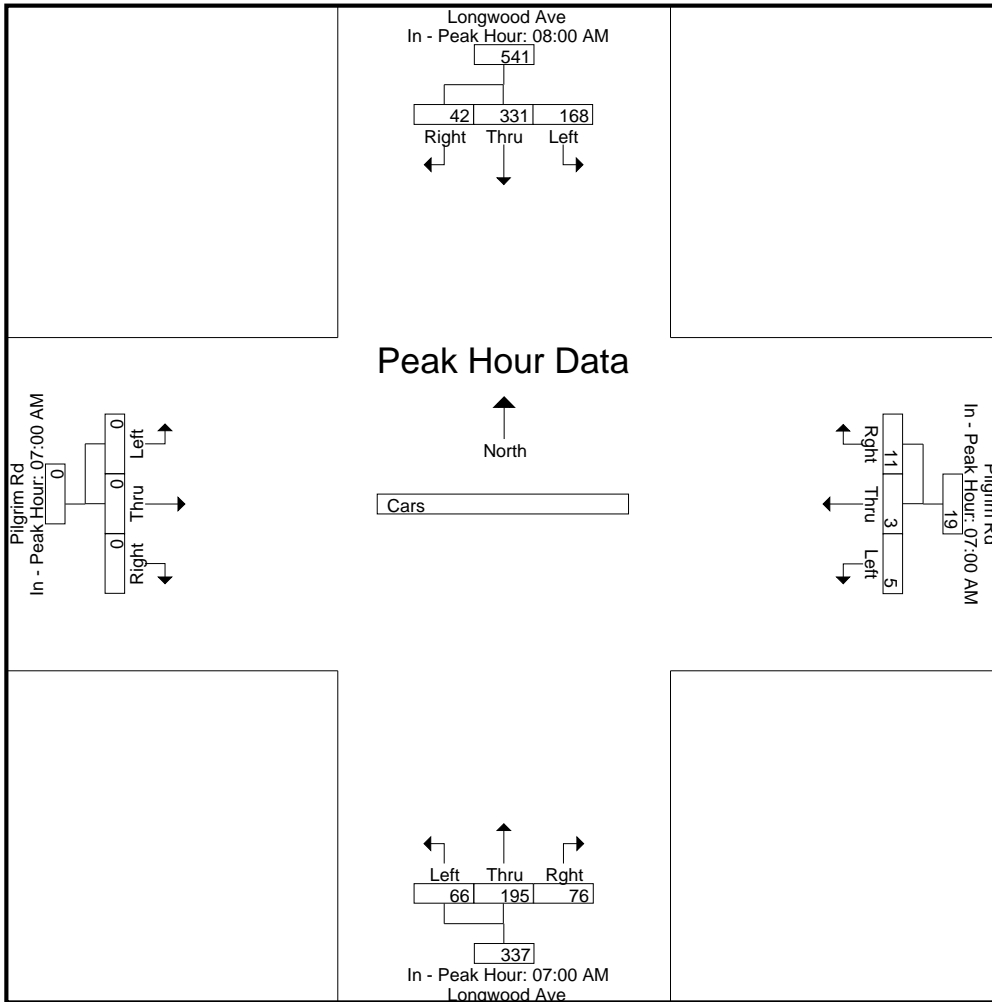 Longwood Ave
In - Peak Hour: 08:00 AM
541
42 331 168
Right Thru Left
Peak Hour Data
North
Cars
Pilgrim Rd
In - Peak Hour: 07:00 AM
0
0 0 0
Left Thru Right
Pilgrim Rd
In - Peak Hour: 07:00 AM
19
11 3 5
Rght Thru Left
Left Thru Rght
66 195 76
337
In - Peak Hour: 07:00 AM
Longwood Ave